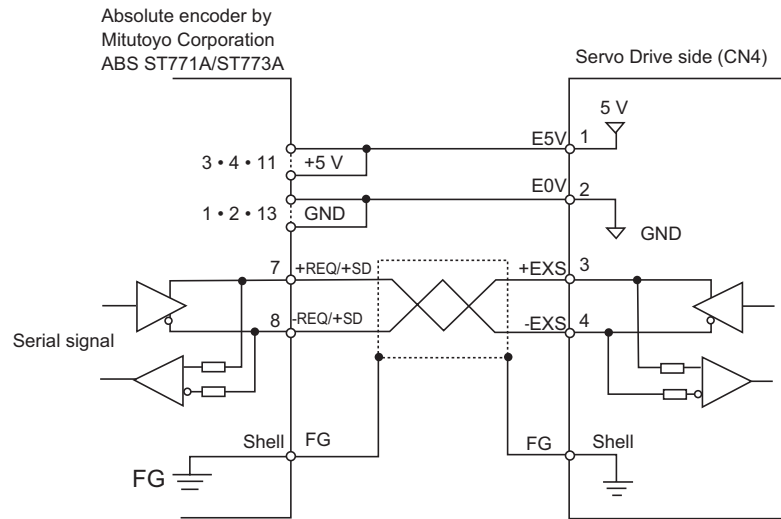 Absolute encoder by
Mitutoyo Corporation
ABS ST771A/ST773A
Servo Drive side (CN4)
5 V
E5V 1
3 • 4 • 11 +5 V
E0V 2
1 • 2 • 13 GND
GND
7 +REQ/+SD +EXS 3
8 -REQ/+SD -EXS 4
Serial signal
Shell FG FG Shell
FG